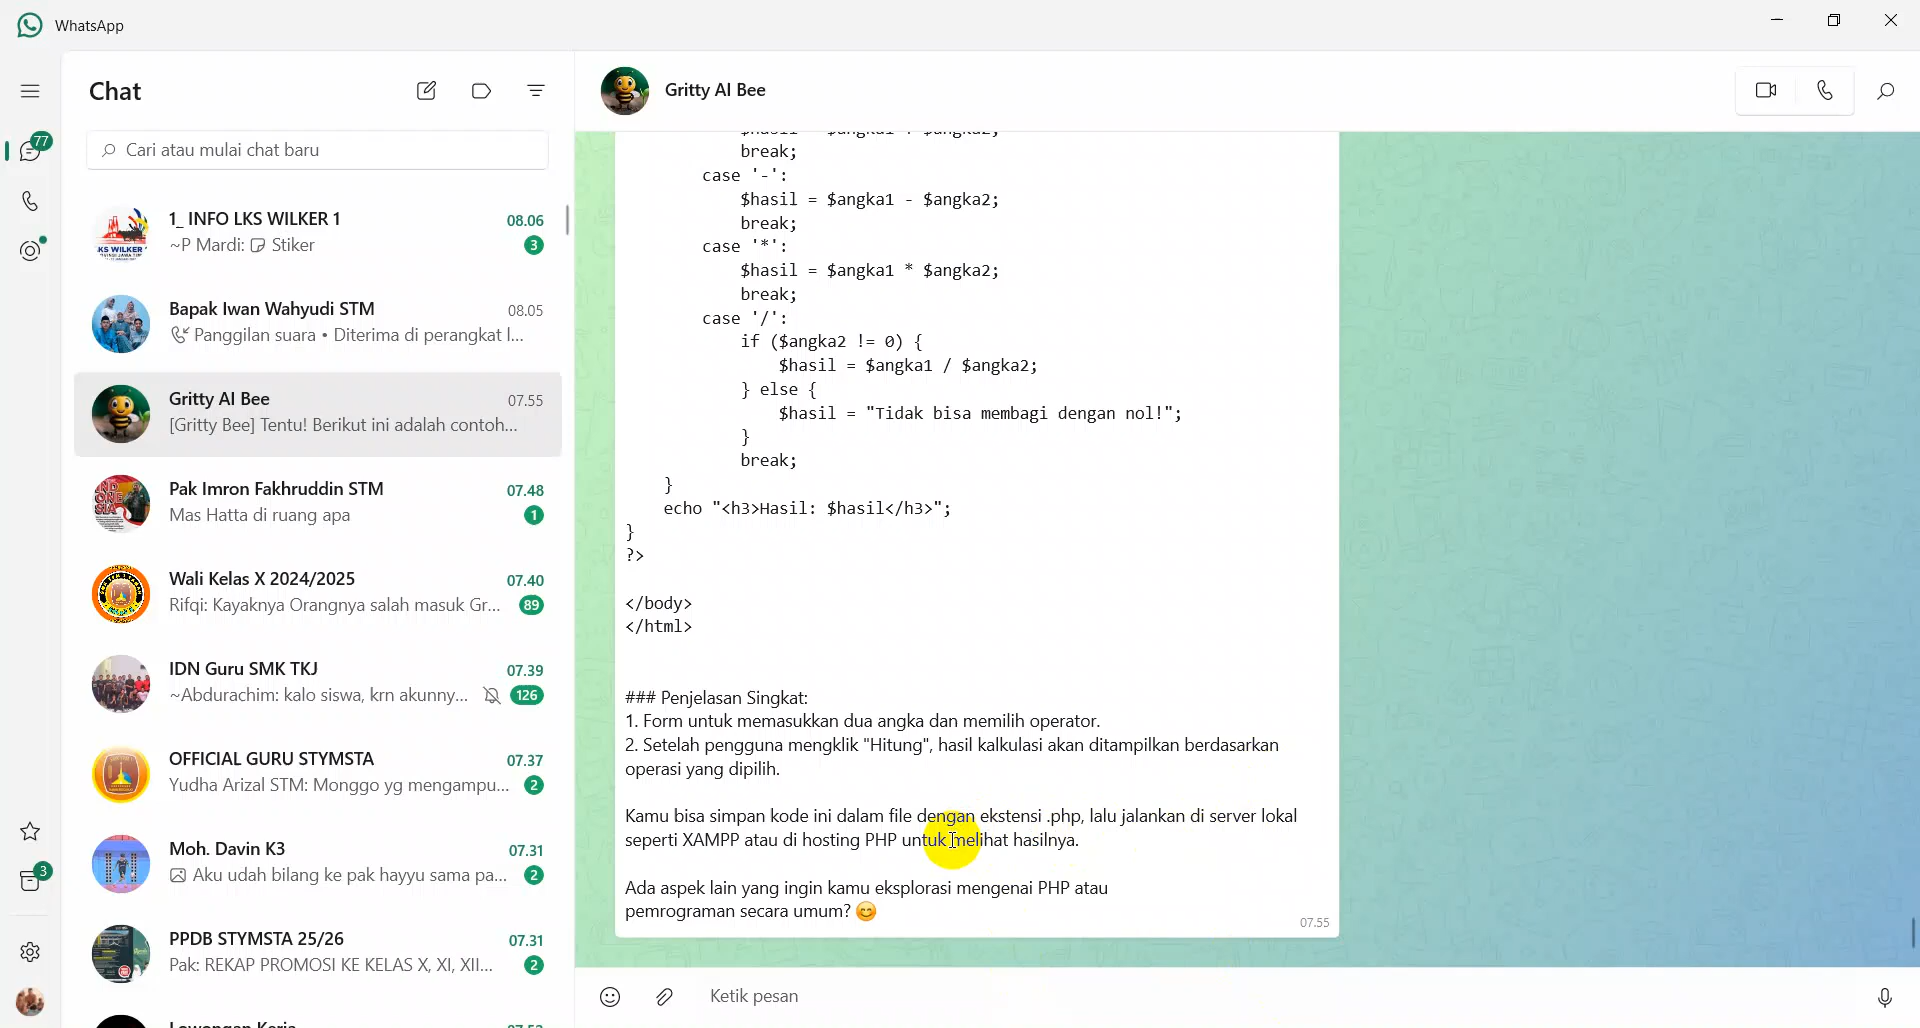 WhatsApp
Chat
77
Cari atau mulai chat baru
1_ INFO LKS WILKER 1
08.06
~P Mardi: Stiker
3
KS WILKER
Bapak Iwan Wahyudi STM
08.05
Panggilan suara • Diterima di perangkat l...
Gritty AI Bee
07.55
[Gritty Bee] Tentu! Berikut ini adalah contoh...
Pak Imron Fakhruddin STM
07.48
Mas Hatta di ruang apa
1
Wali Kelas X 2024/2025
07.40
Rifqi: Kayaknya Orangnya salah masuk Gr...
89
IDN Guru SMK TKJ
07.39
~Abdurachim: kalo siswa, krn akunny...
126
OFFICIAL GURU STYMSTA
07.37
Yudha Arizal STM: Monggo yg mengampu...
2
Moh. Davin K3
07.31
Aku udah bilang ke pak hayyu sama pa...
2
3
PPDB STYMSTA 25/26
07.31
Pak: REKAP PROMOSI KE KELAS X, XI, XII...
2
Gritty AI Bee
break;
case '-':
$hasil = $angka1 - $angka2;
break;
case '*':
$hasil = $angka1 * $angka2;
break;
case '/':
if ($angka2 != 0) {
$hasil = $angka1 / $angka2;
} else {
$hasil = "Tidak bisa membagi dengan nol!";
}
break;
}
echo "<h3>Hasil: $hasil</h3>";
}
?>
</body>
</html>
### Penjelasan Singkat:
1. Form untuk memasukkan dua angka dan memilih operator.
2. Setelah pengguna mengklik "Hitung", hasil kalkulasi akan ditampilkan berdasarkan
operasi yang dipilih.
Kamu bisa simpan kode ini dalam file dengan ekstensi .php, lalu jalankan di server lokal
seperti XAMPP atau di hosting PHP untuk melihat hasilnya.
Ada aspek lain yang ingin kamu eksplorasi mengenai PHP atau
pemrograman secara umum? 😊
07.55
Ketik pesan